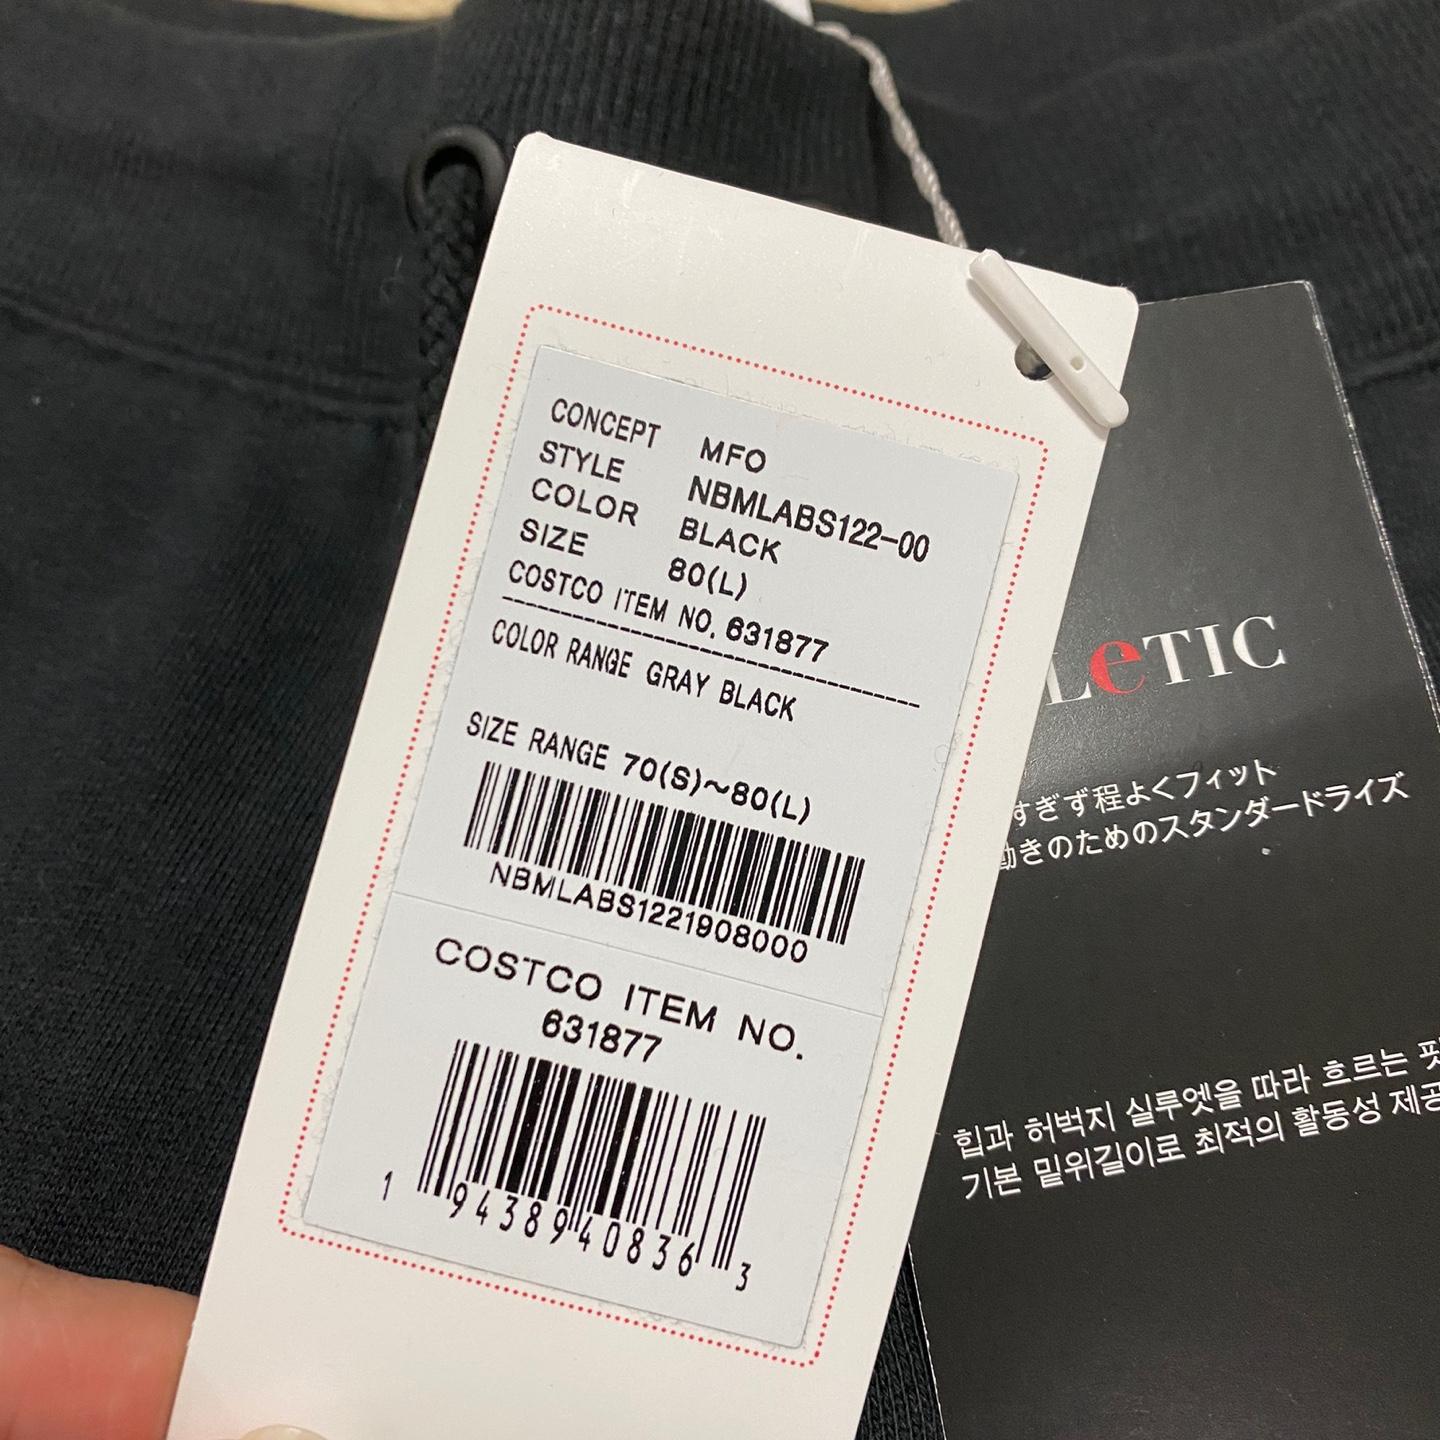 CONCEPT MFO
STYLE NBMLABS122-00
COLOR BLACK
SIZE 80(L)
COSTCO ITEM NO. 631877
COLOR RANGE GRAY BLACK
SIZE RANGE 70(S)~80(L)
NBMLABS1221908000
COSTCO ITEM NO.
631877
1 94389 40836 3
LeTIC
すぎず程よくフィット
動きのためのスタンダードライズ
힙과 허벅지 실루엣을 따라 흐르는 핏
기본 밑위길이로 최적의 활동성 제공